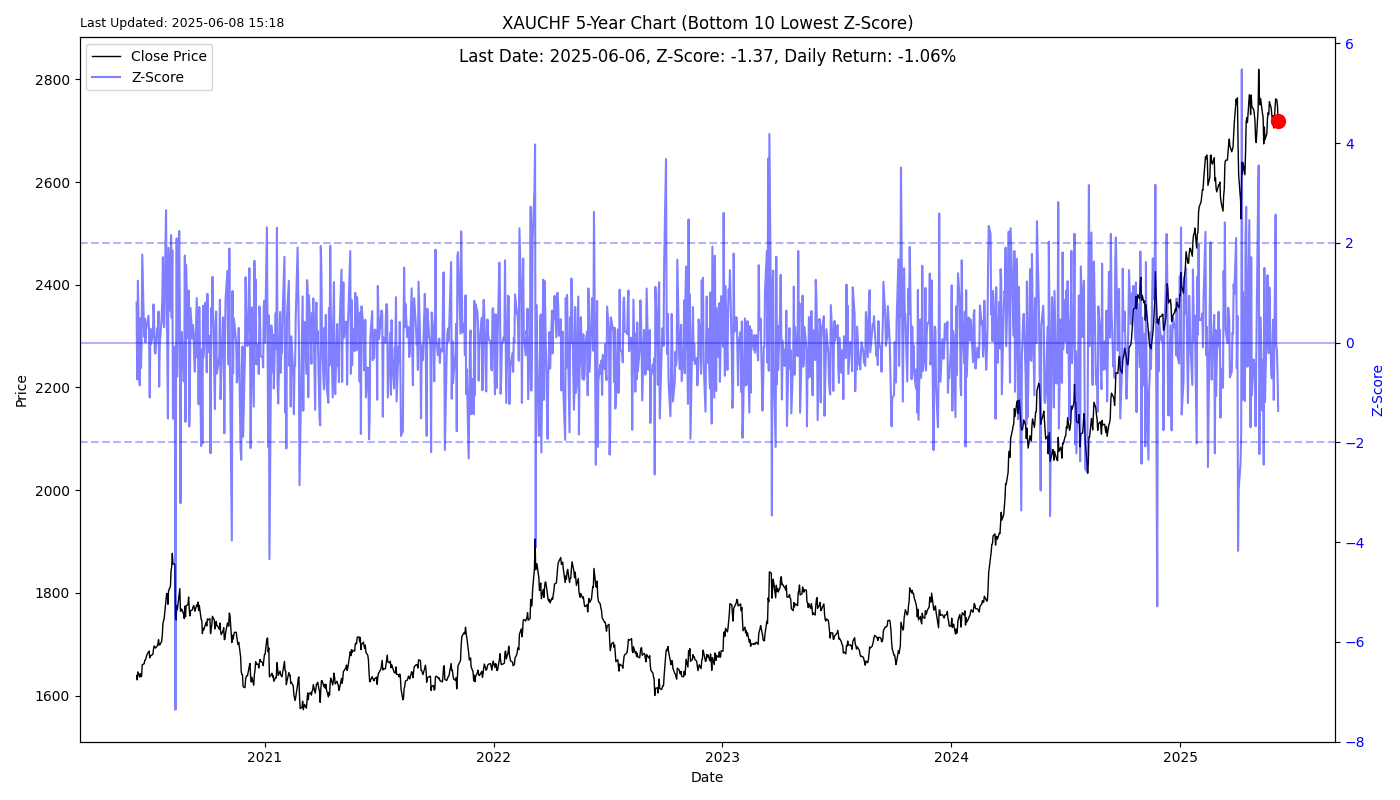 Last Updated: 2025-06-08 15:18
XAUCHF 5-Year Chart (Bottom 10 Lowest Z-Score)
Last Date: 2025-06-06, Z-Score: -1.37, Daily Return: -1.06%
Close Price
Z-Score
2800
2600
2400
2200
2000
1800
1600
Price
6
4
2
0
−2
−4
−6
−8
Z-Score
2021
2022
2023
2024
2025
Date